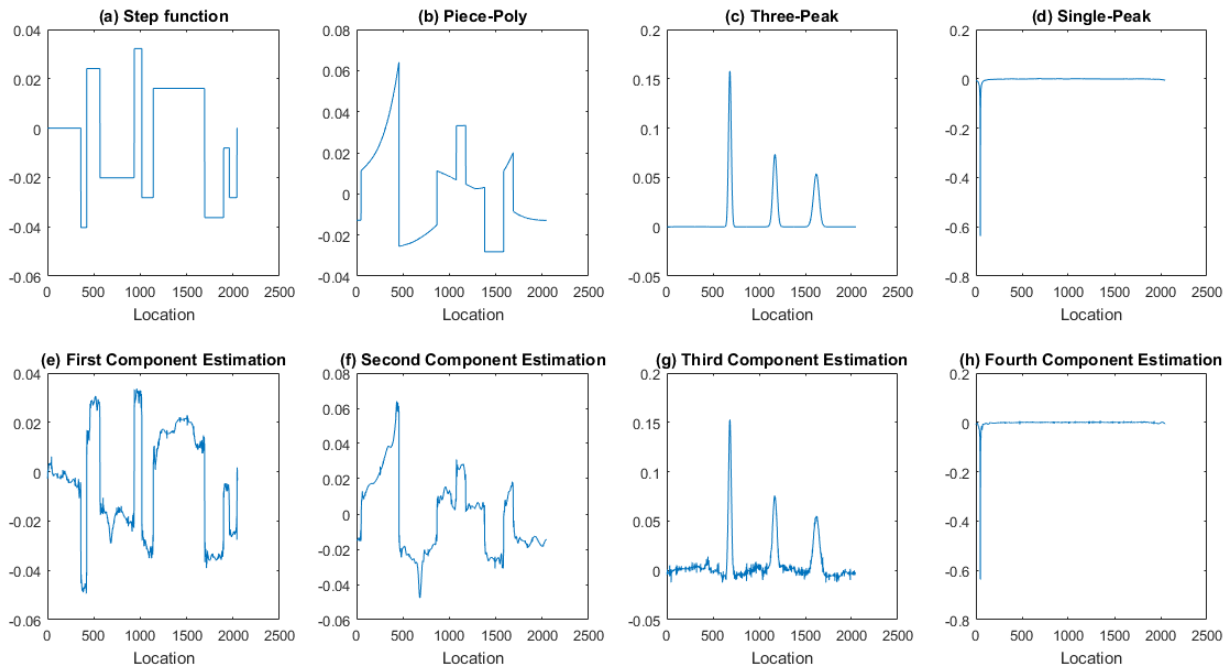 (a) Step function
(b) Piece-Poly
(c) Three-Peak
(d) Single-Peak
0.04
0.02
0
-0.02
-0.04
-0.06
0 500 1000 1500 2000 2500
Location
0.08
0.06
0.04
0.02
0
-0.02
-0.04
0 500 1000 1500 2000 2500
Location
0.2
0.15
0.1
0.05
0
-0.05
0 500 1000 1500 2000 2500
Location
0.2
0
-0.2
-0.4
-0.6
-0.8
0 500 1000 1500 2000 2500
Location
(e) First Component Estimation
(f) Second Component Estimation
(g) Third Component Estimation
(h) Fourth Component Estimation
0.04
0.02
0
-0.02
-0.04
-0.06
0 500 1000 1500 2000 2500
Location
0.08
0.06
0.04
0.02
0
-0.02
-0.04
-0.06
0 500 1000 1500 2000 2500
Location
0.2
0.15
0.1
0.05
0
-0.05
0 500 1000 1500 2000 2500
Location
0.2
0
-0.2
-0.4
-0.6
-0.8
0 500 1000 1500 2000 2500
Location